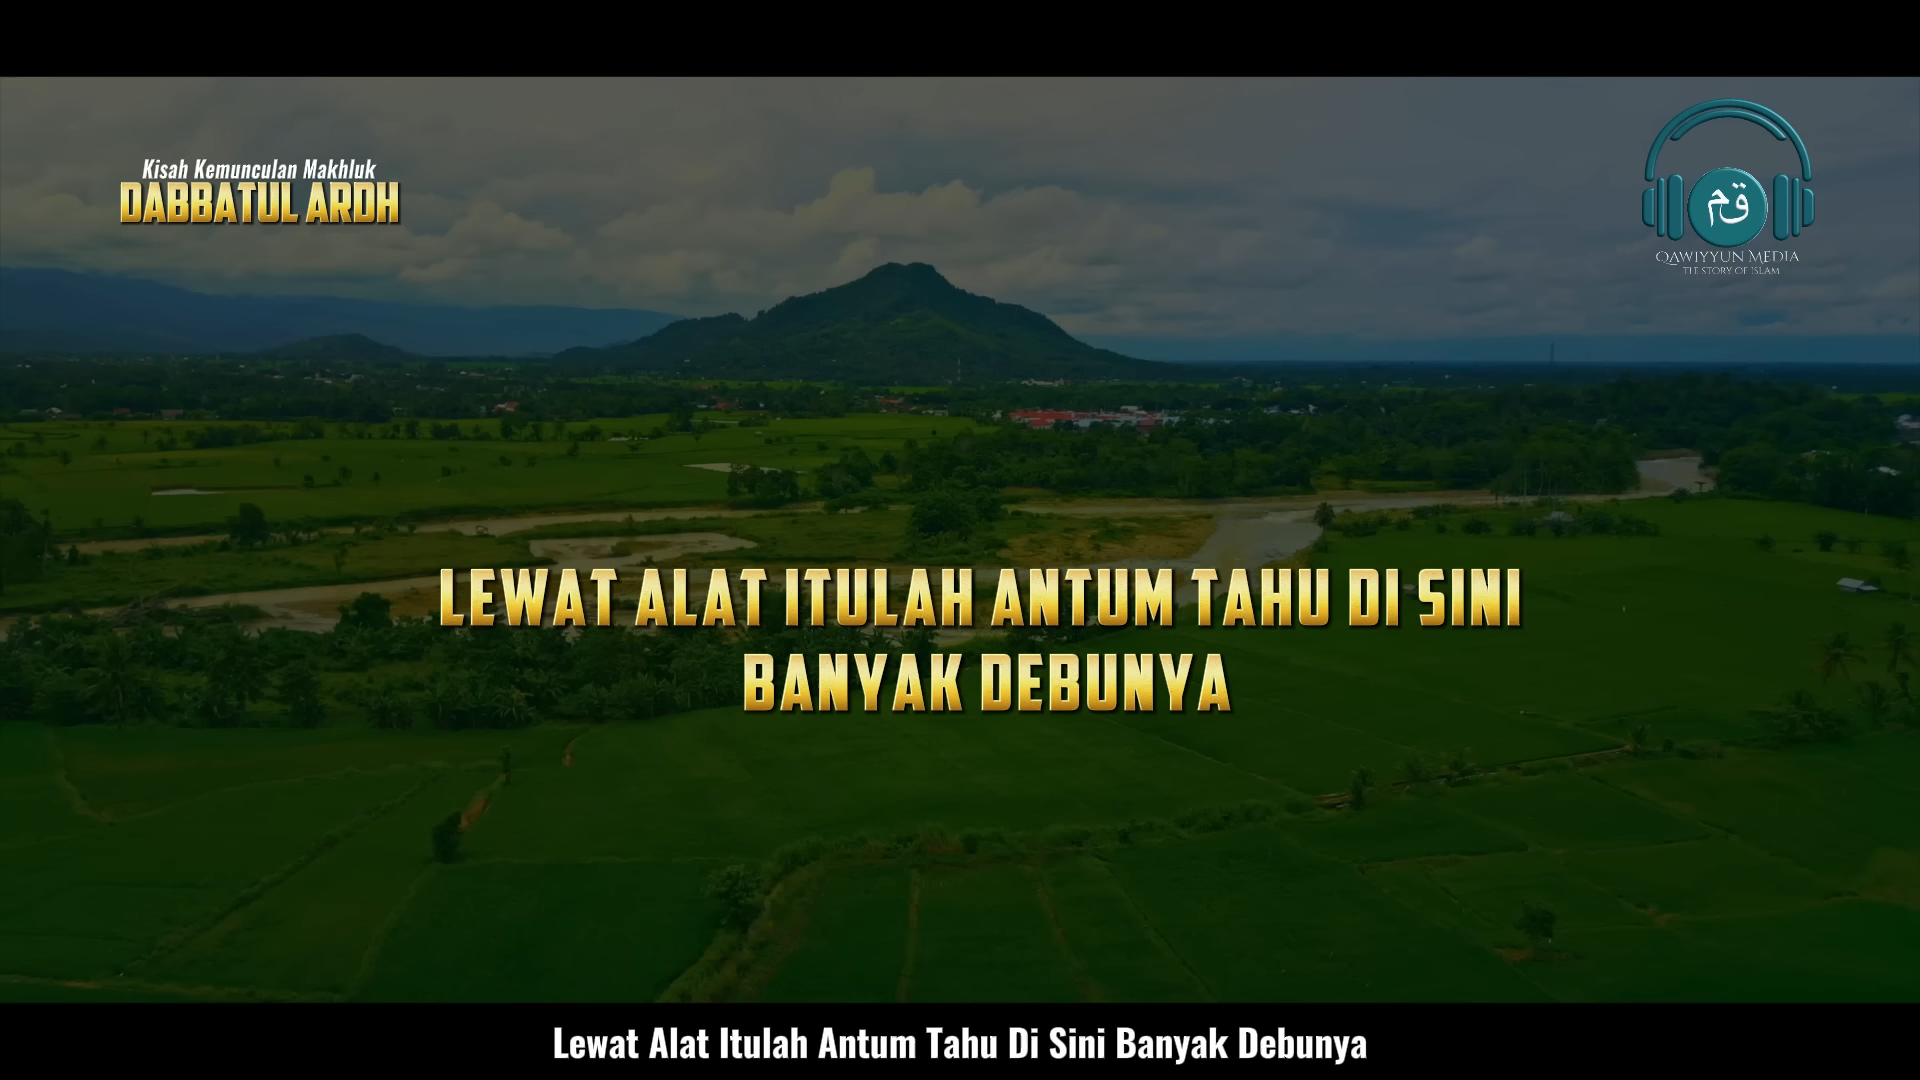 Kisah Kemunculan Makhluk
DABBATUL ARDH
قم
QAWIYYUN MEDIA
THE STORY OF ISLAM
LEWAT ALAT ITULAH ANTUM TAHU DI SINI
BANYAK DEBUNYA
Lewat Alat Itulah Antum Tahu Di Sini Banyak Debunya